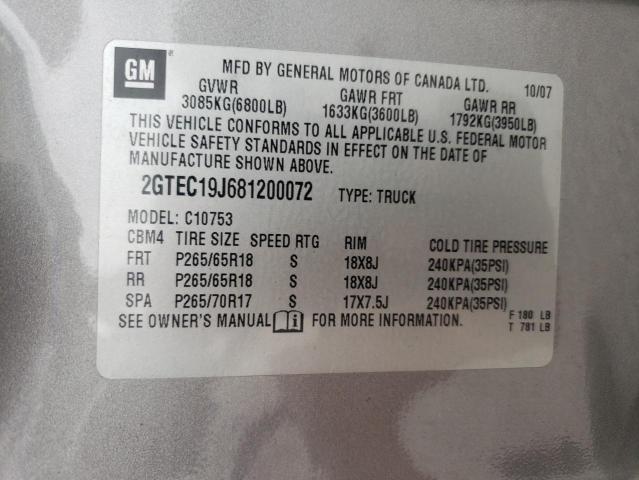 GM
MFD BY GENERAL MOTORS OF CANADA LTD. 10/07
GVWR GAWR FRT GAWR RR
3085KG(6800LB) 1633KG(3600LB) 1792KG(3950LB)
THIS VEHICLE CONFORMS TO ALL APPLICABLE U.S. FEDERAL MOTOR
VEHICLE SAFETY STANDARDS IN EFFECT ON THE DATE OF
MANUFACTURE SHOWN ABOVE.
2GTEC19J681200072 TYPE: TRUCK
MODEL: C10753
CBM4 TIRE SIZE SPEED RTG RIM COLD TIRE PRESSURE
FRT P265/65R18 S 18X8J 240KPA(35PSI)
RR P265/65R18 S 18X8J 240KPA(35PSI)
SPA P265/70R17 S 17X7.5J 240KPA(35PSI)
SEE OWNER'S MANUAL i FOR MORE INFORMATION.
F 180 LB
T 781 LB